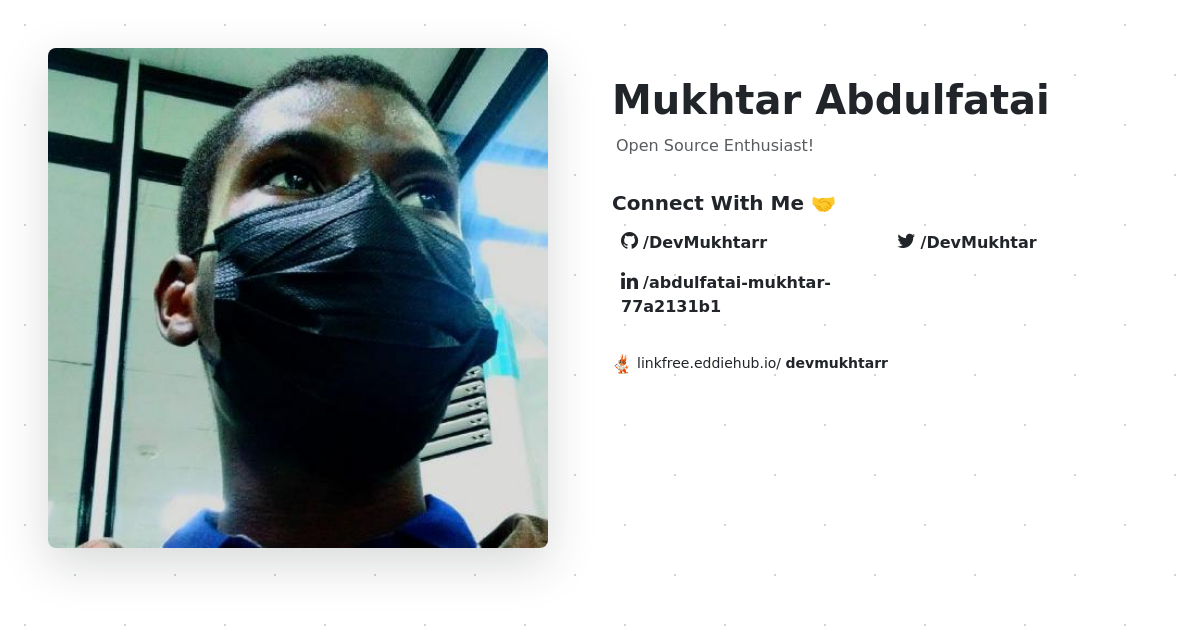 Mukhtar Abdulfatai
Open Source Enthusiast!
Connect With Me 🤝
/DevMukhtarr
/DevMukhtar
/abdulfatai-mukhtar-
77a2131b1
linkfree.eddiehub.io/ devmukhtarr